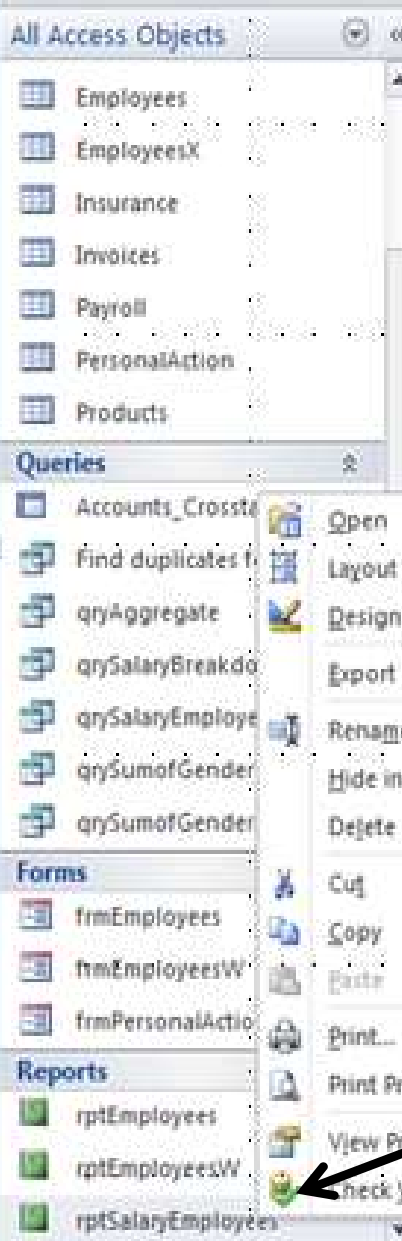 All Access Objects
Employees
EmployeesX
Insurance
Invoices
Payroll
PersonalAction
Products
Queries
Accounts_Crossta
Find duplicates f
qryAggregate
qrySalaryBreakdo
qrySalaryEmploye
qrySumofGender
qrySumofGender
Forms
frmEmployees
frmEmployeesW
frmPersonalActio
Reports
rptEmployees
rptEmployeesW
rptSalaryEmployees
Open
Layout
Design
Export
Rename
Hide in
Delete
Cut
Copy
Paste
Print...
Print Pr
View Pr
Check